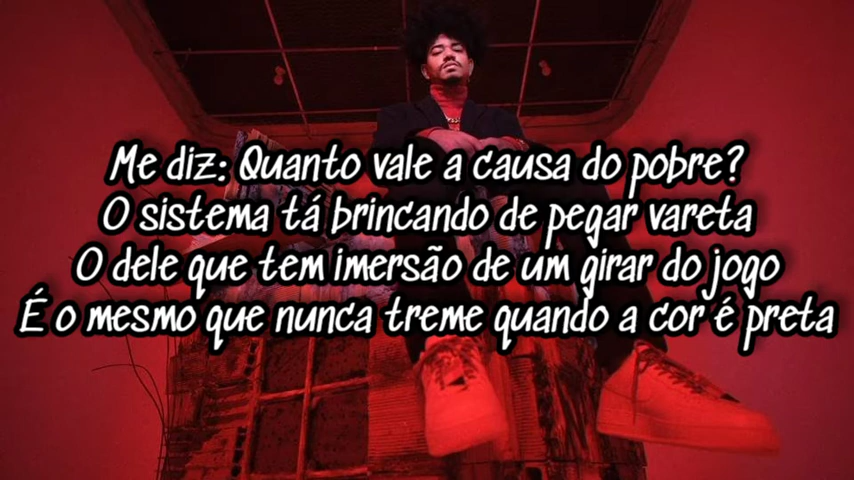 Me diz: Quanto vale a causa do pobre?
O sistema tá brincando de pegar vareta
O dele que tem imersão de um girar do jogo
É o mesmo que nunca treme quando a cor é preta